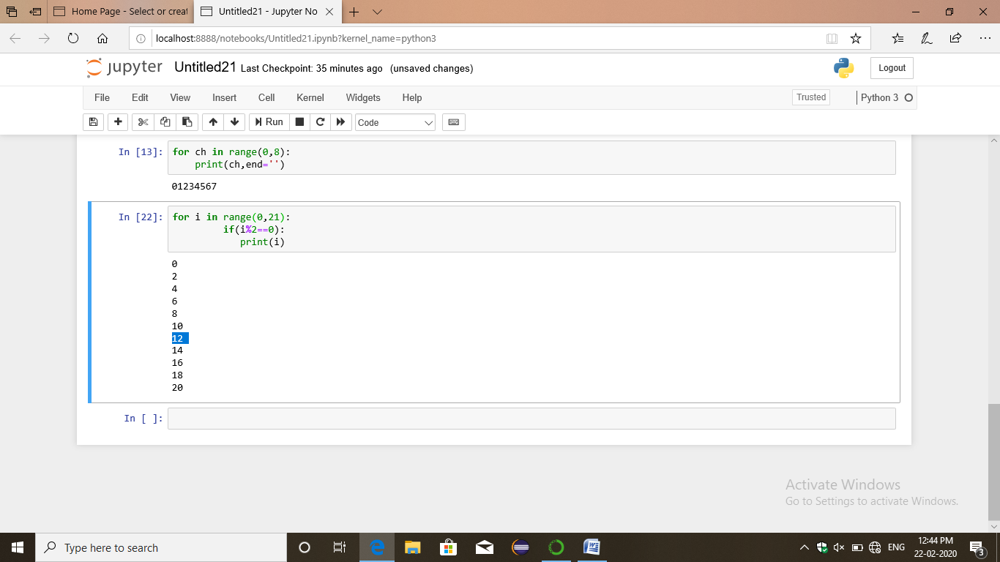 Home Page - Select or creat
Untitled21 - Jupyter No
localhost:8888/notebooks/Untitled21.ipynb?kernel_name=python3
jupyter Untitled21 Last Checkpoint: 35 minutes ago (unsaved changes)
Logout
File Edit View Insert Cell Kernel Widgets Help
Trusted
Python 3
Run
Code
In [13]: for ch in range(0,8):
    print(ch,end='')
01234567
In [22]: for i in range(0,21):
         if(i%2==0):
            print(i)
0
2
4
6
8
10
12
14
16
18
20
In [ ]:
Activate Windows
Go to Settings to activate Windows.
Type here to search
ENG
12:44 PM
22-02-2020
3